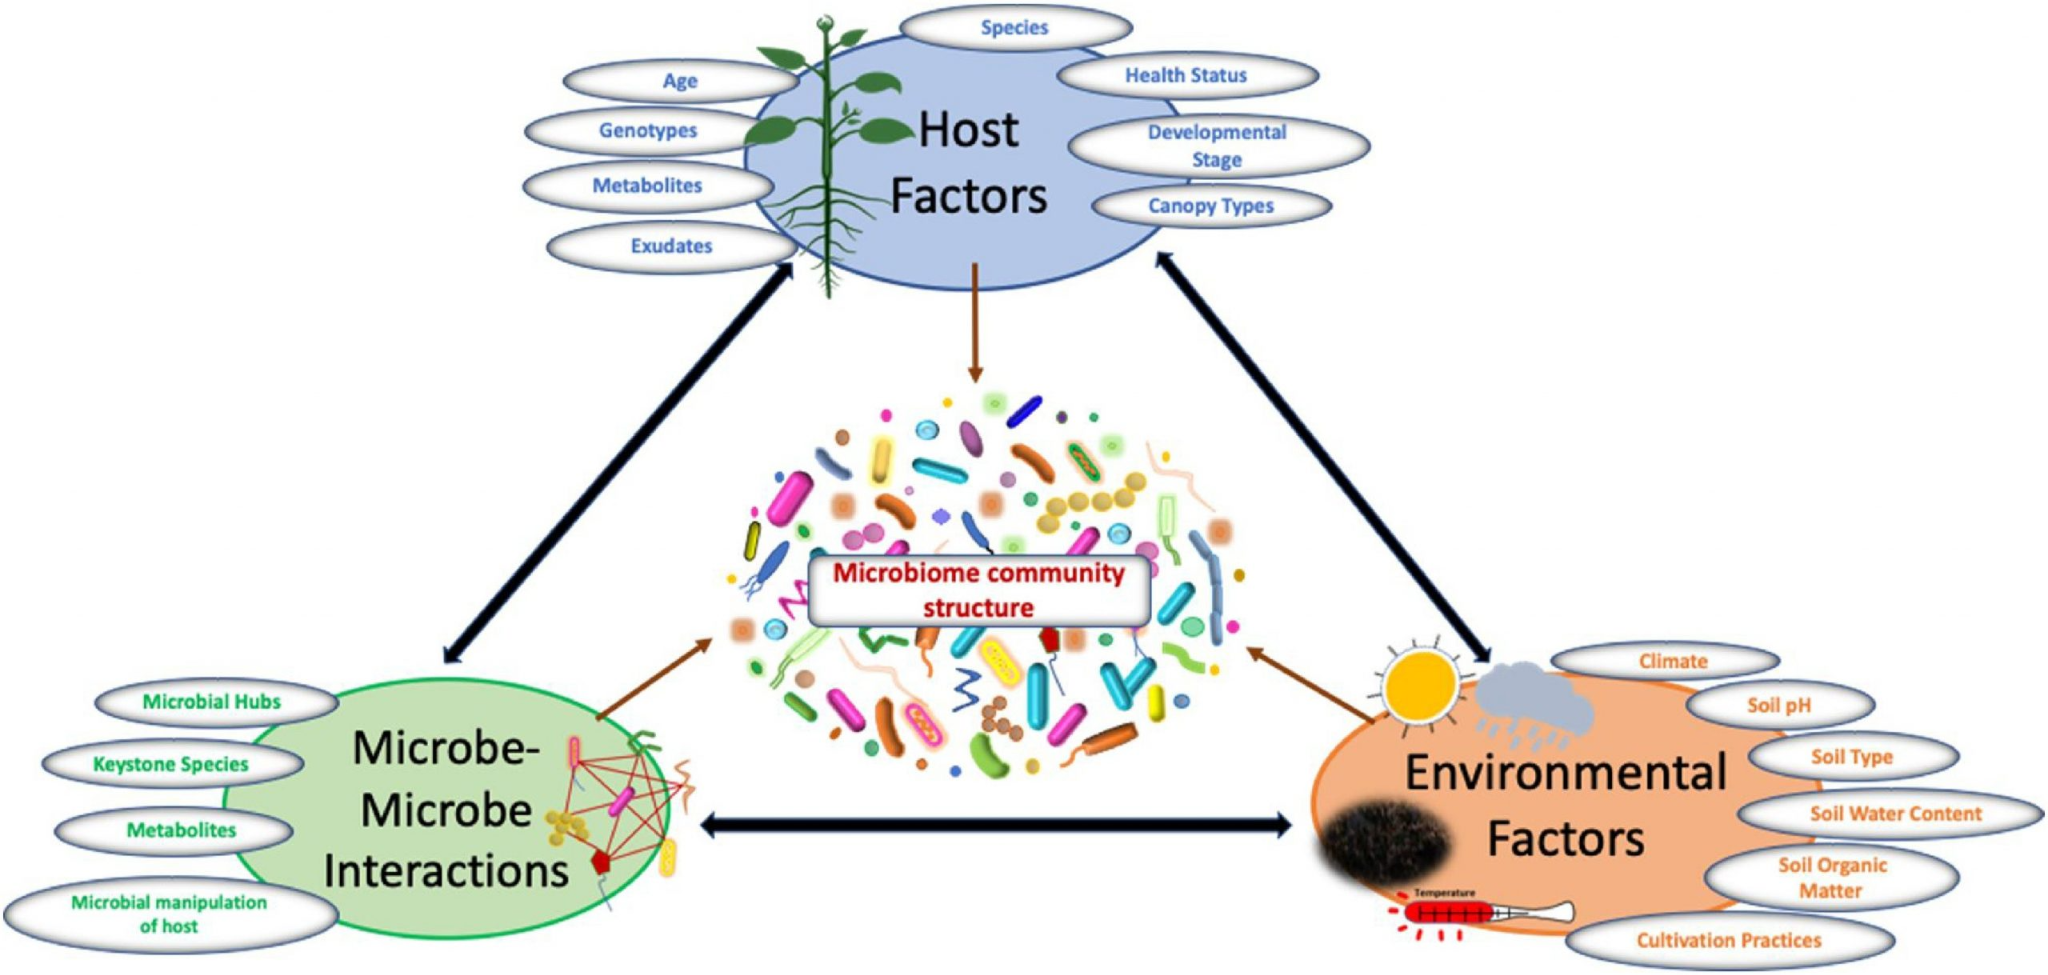 Species
Age
Health Status
Genotypes
Host
Factors
Developmental
Stage
Metabolites
Canopy Types
Exudates
Microbiome community
structure
Microbial Hubs
Keystone Species
Metabolites
Microbial manipulation
of host
Microbe-
Microbe
Interactions
Climate
Soil pH
Soil Type
Soil Water Content
Soil Organic
Matter
Cultivation Practices
Environmental
Factors
Temperature